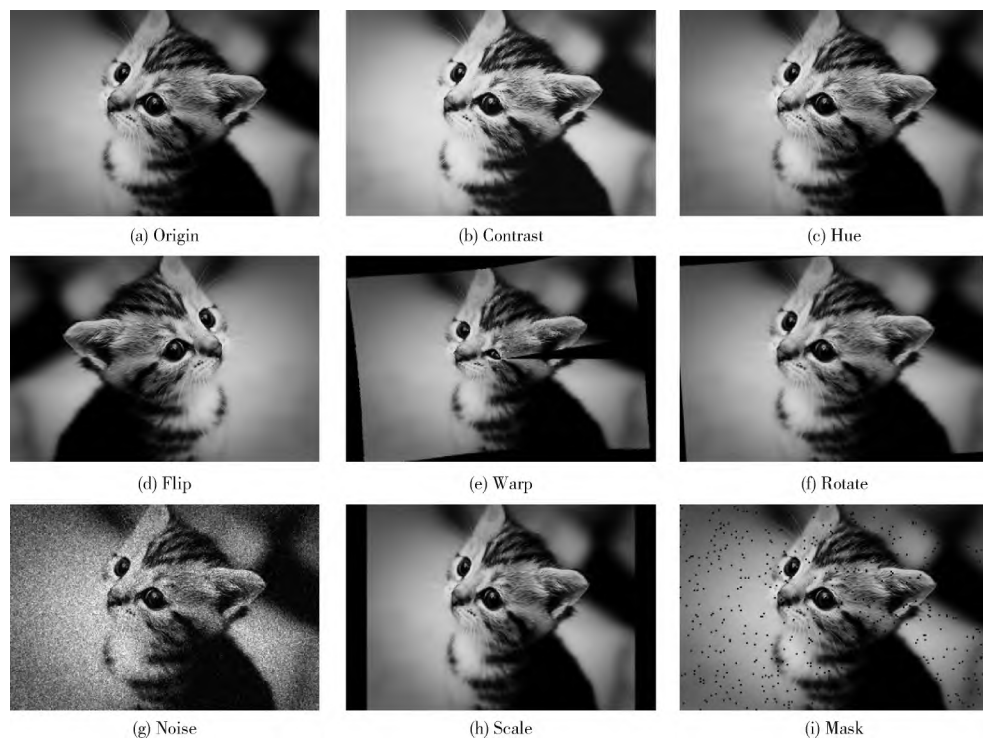 (a) Origin
(b) Contrast
(c) Hue
(d) Flip
(e) Warp
(f) Rotate
(g) Noise
(h) Scale
(i) Mask